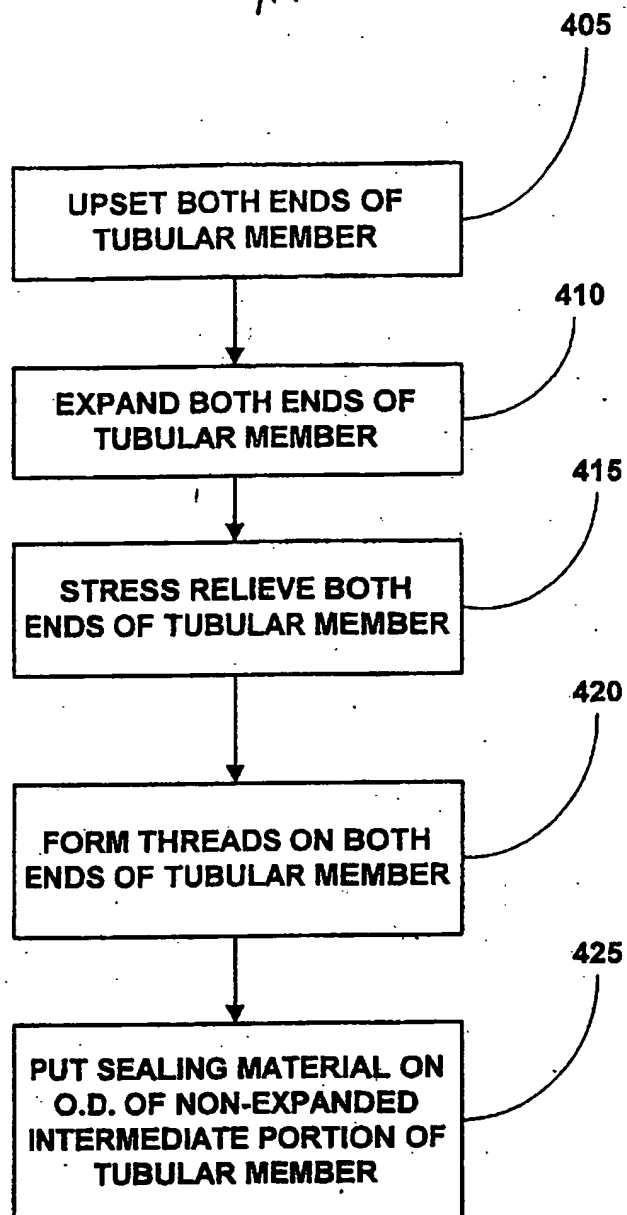 405
UPSET BOTH ENDS OF
TUBULAR MEMBER
410
EXPAND BOTH ENDS OF
TUBULAR MEMBER
415
STRESS RELIEVE BOTH
ENDS OF TUBULAR MEMBER
420
FORM THREADS ON BOTH
ENDS OF TUBULAR MEMBER
425
PUT SEALING MATERIAL ON
O.D. OF NON-EXPANDED
INTERMEDIATE PORTION OF
TUBULAR MEMBER